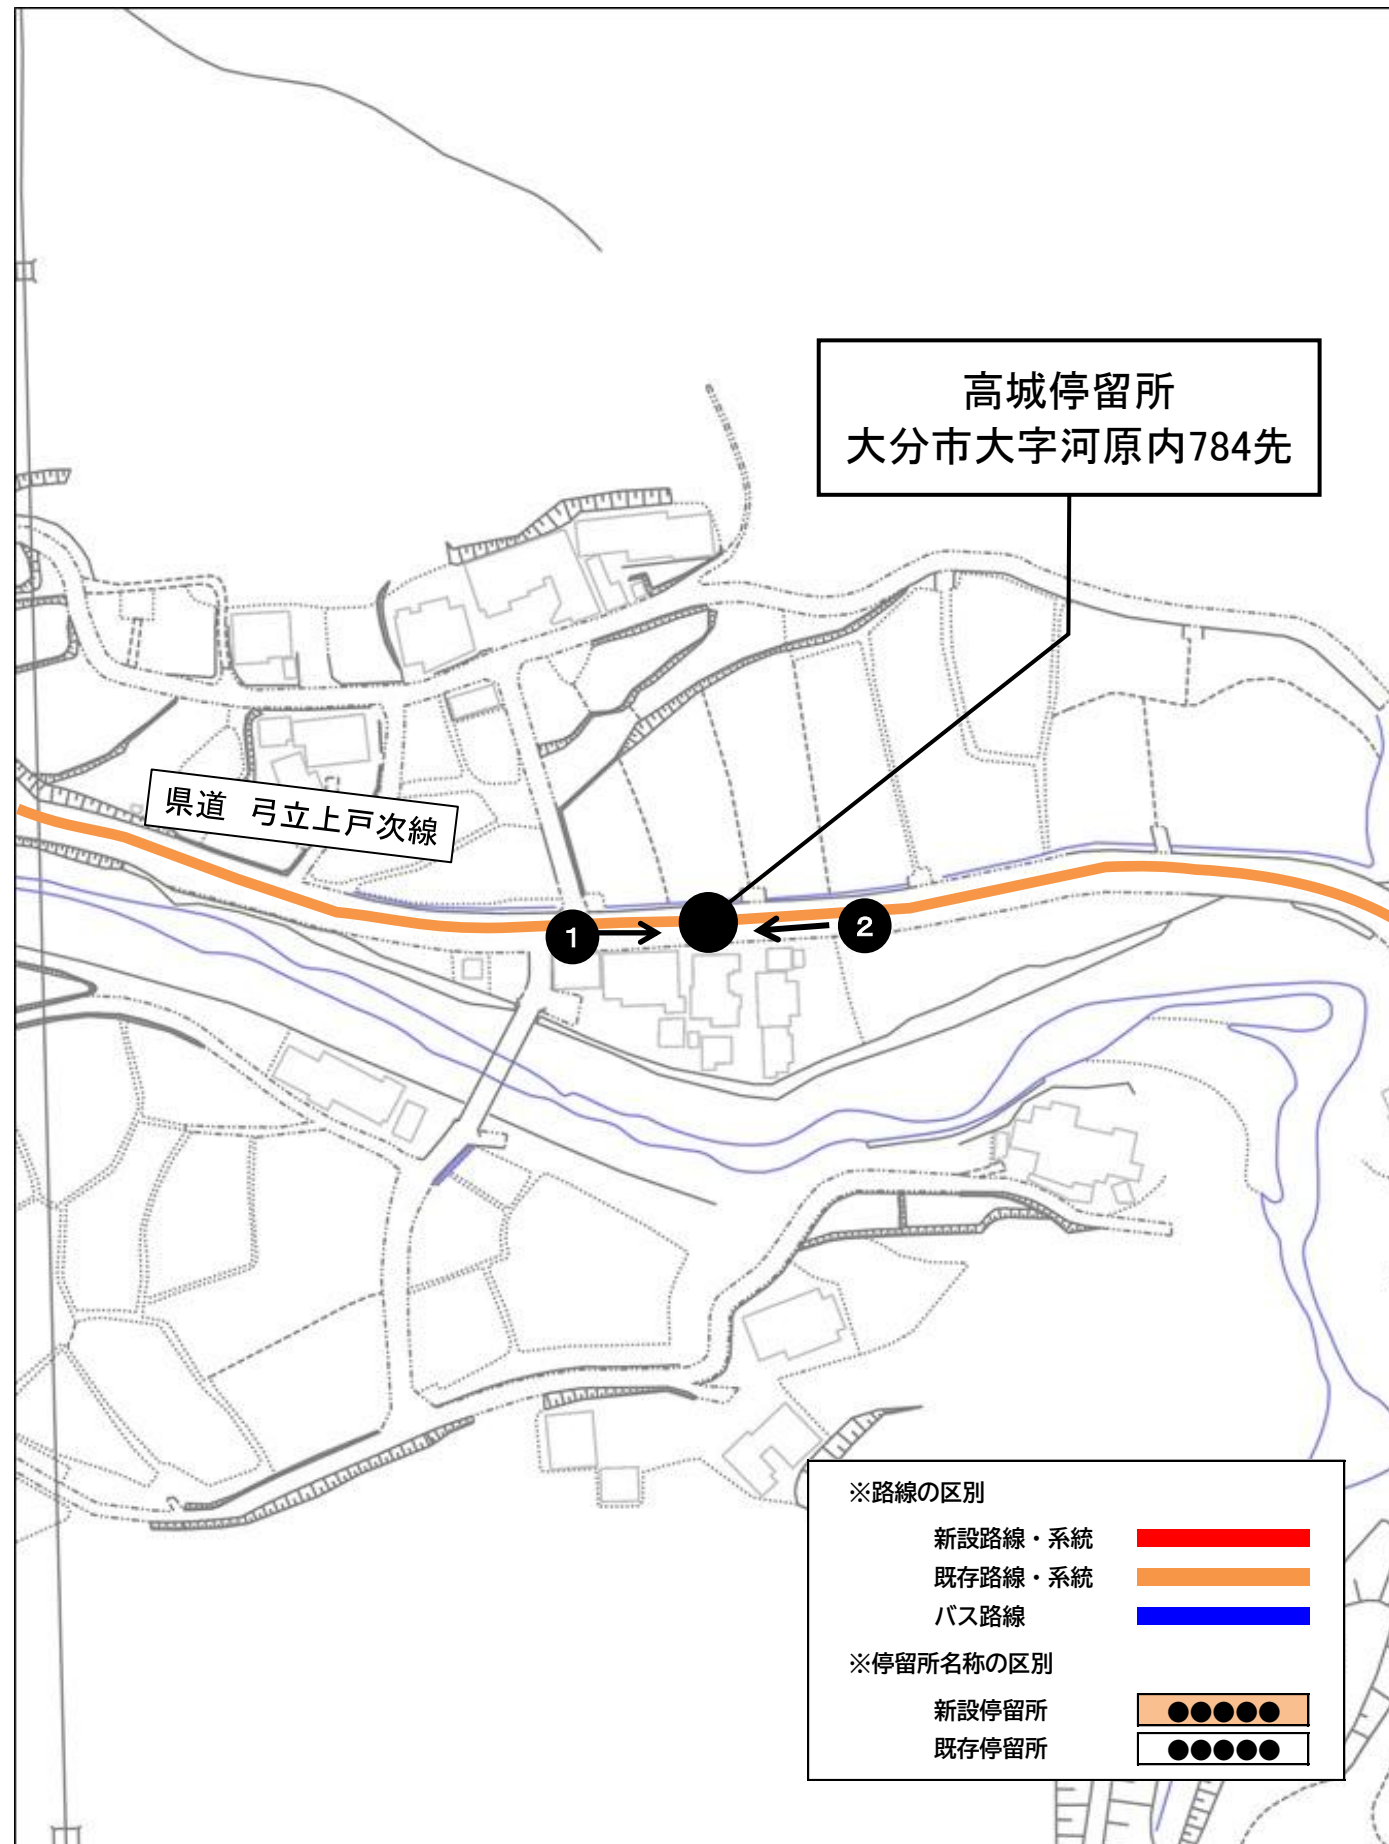 高城停留所
大分市大字河原内784先
県道　弓立上戸次線
1
2
※路線の区別
新設路線・系統
既存路線・系統
バス路線
※停留所名称の区別
新設停留所
●●●●●
既存停留所
●●●●●